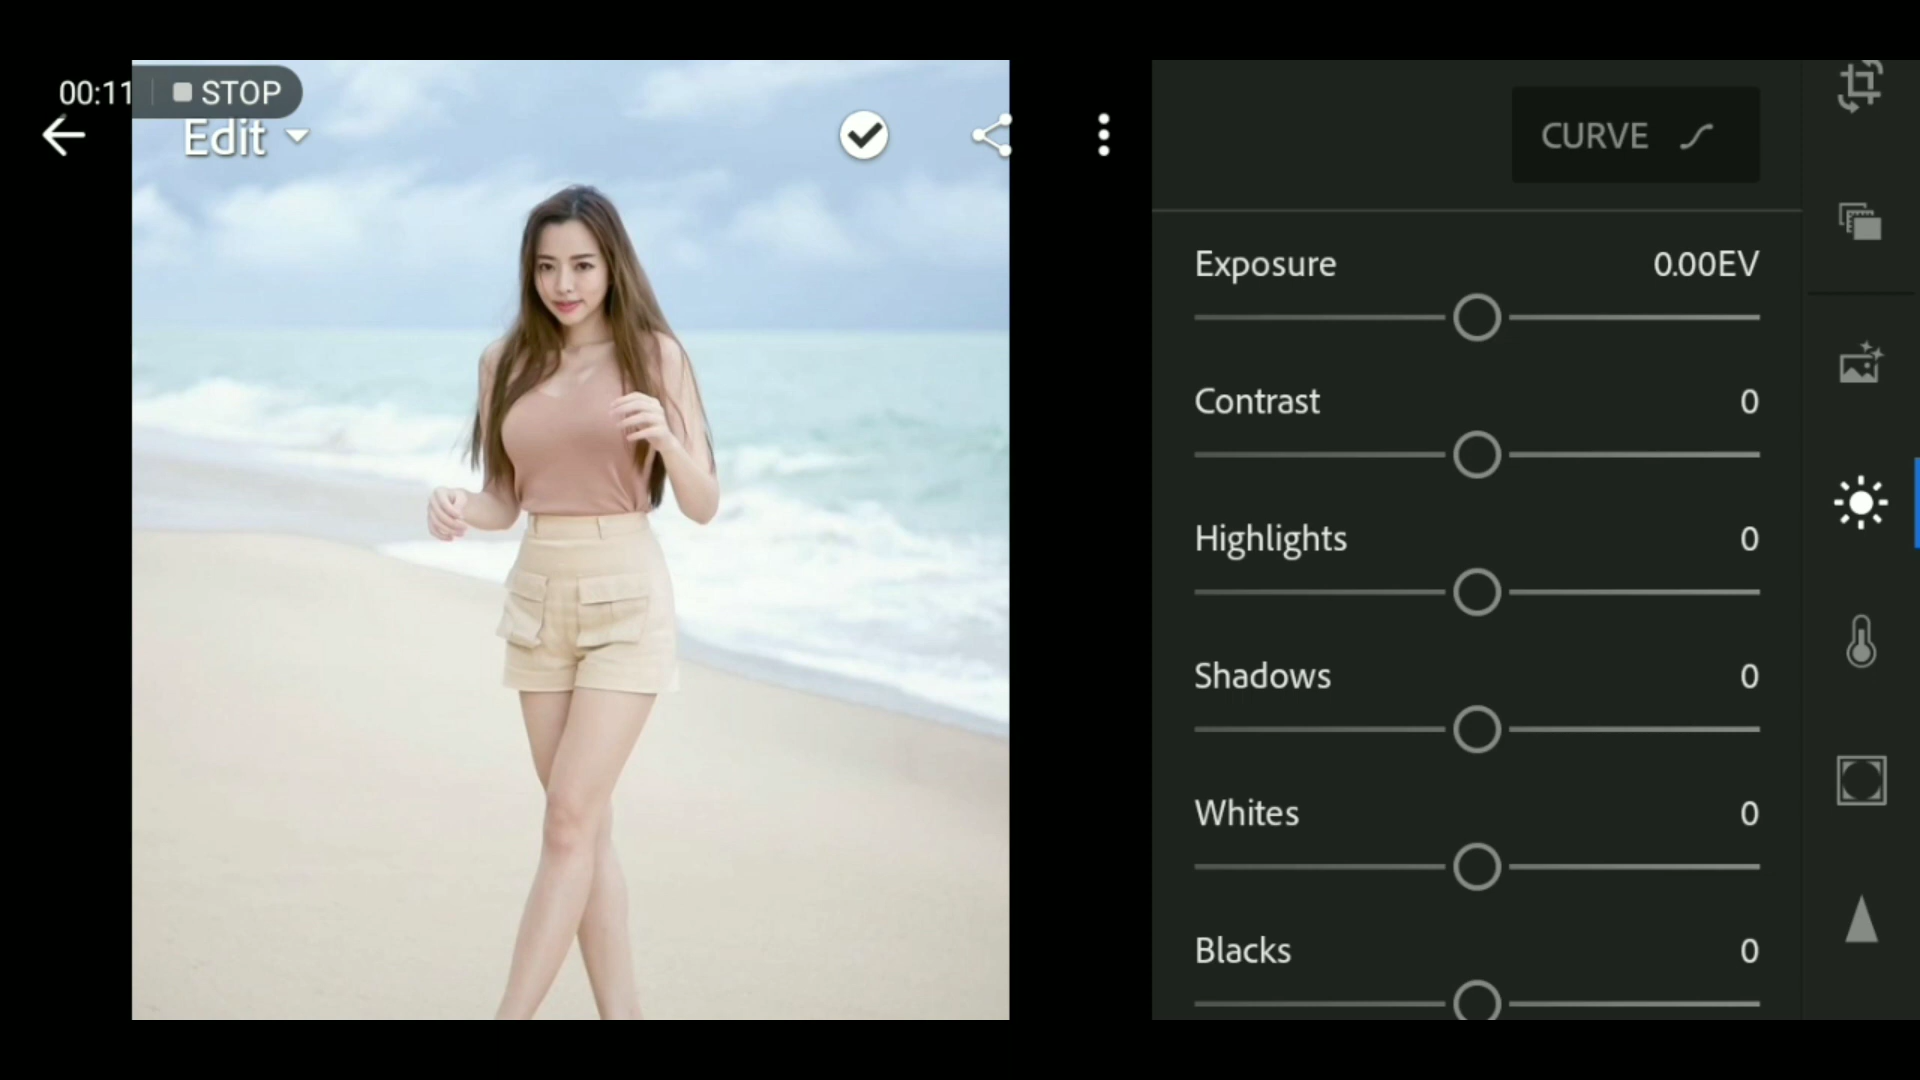 00:11 STOP
Edit
CURVE
Exposure 0.00EV
Contrast 0
Highlights 0
Shadows 0
Whites 0
Blacks 0